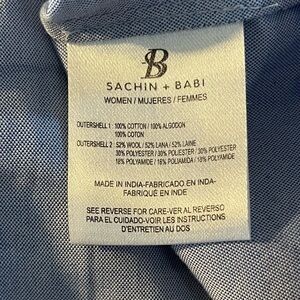 B
SACHIN + BABI
WOMEN / MUJERES / FEMMES
OUTERSHELL 1 : 100% COTTON / 100% ALGODON
100% COTON
OUTERSHELL 2 : 52% WOOL / 52% LANA / 52% LAINE
30% POLYESTER / 30% POLIESTER / 30% POLYESTER
18% POLYAMIDE / 18% POLIAMIDA / 18% POLYAMIDE
MADE IN INDIA-FABRICADO EN INDA-
FABRIQUÉ EN INDE
SEE REVERSE FOR CARE-VER AL REVERSO
PARA EL CUIDADO-VOIR LES INSTRUCTIONS
D'ENTRETIEN AU DOS